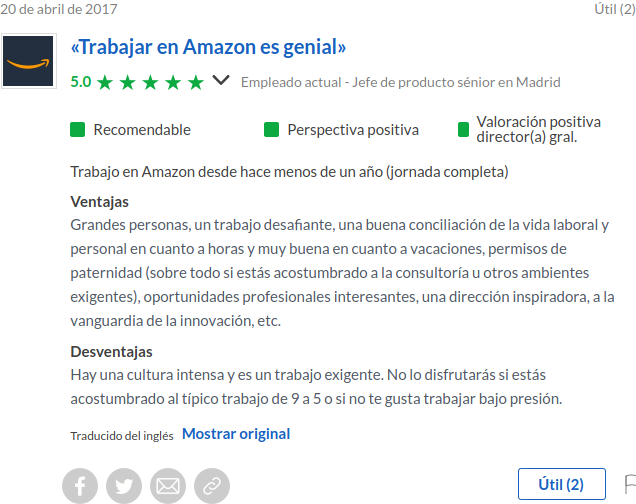 20 de abril de 2017 Útil (2)
«Trabajar en Amazon es genial»
5.0 Empleado actual - Jefe de producto sénior en Madrid
Recomendable Perspectiva positiva Valoración positiva
director(a) gral.
Trabajo en Amazon desde hace menos de un año (jornada completa)
Ventajas
Grandes personas, un trabajo desafiante, una buena conciliación de la vida laboral y
personal en cuanto a horas y muy buena en cuanto a vacaciones, permisos de
paternidad (sobre todo si estás acostumbrado a la consultoría u otros ambientes
exigentes), oportunidades profesionales interesantes, una dirección inspiradora, a la
vanguardia de la innovación, etc.
Desventajas
Hay una cultura intensa y es un trabajo exigente. No lo disfrutarás si estás
acostumbrado al típico trabajo de 9 a 5 o si no te gusta trabajar bajo presión.
Traducido del inglés Mostrar original
Útil (2)